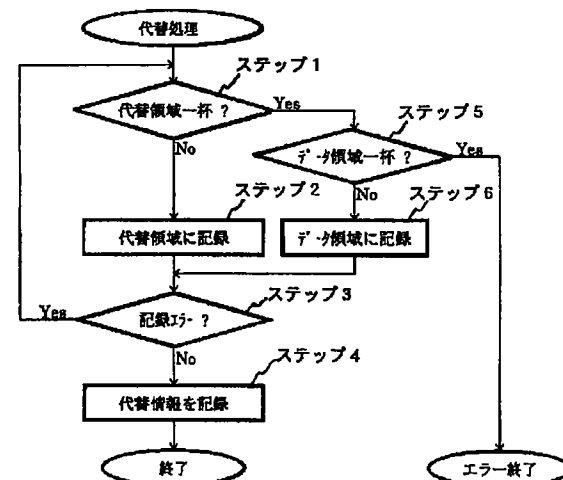 代替処理
ステップ1
代替領域一杯 ?
Yes
ステップ5
No
データ領域一杯 ?
Yes
ステップ2
No
ステップ6
代替領域に記録
データ領域に記録
ステップ3
Yes
記録エラー ?
No
ステップ4
代替情報を記録
終了
エラー終了